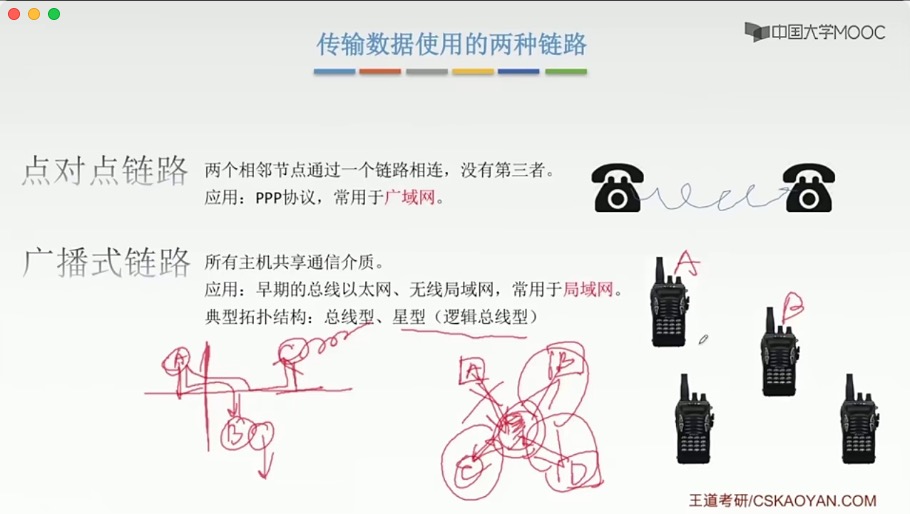 中国大学MOOC
传输数据使用的两种链路
点对点链路
两个相邻节点通过一个链路相连，没有第三者。
应用：PPP协议，常用于广域网。
广播式链路
所有主机共享通信介质。
应用：早期的总线以太网、无线局域网，常用于局域网。
典型拓扑结构：总线型、星型（逻辑总线型）
A
B
A
C
B
A
B
C
D
王道考研/CSKAOYAN.COM